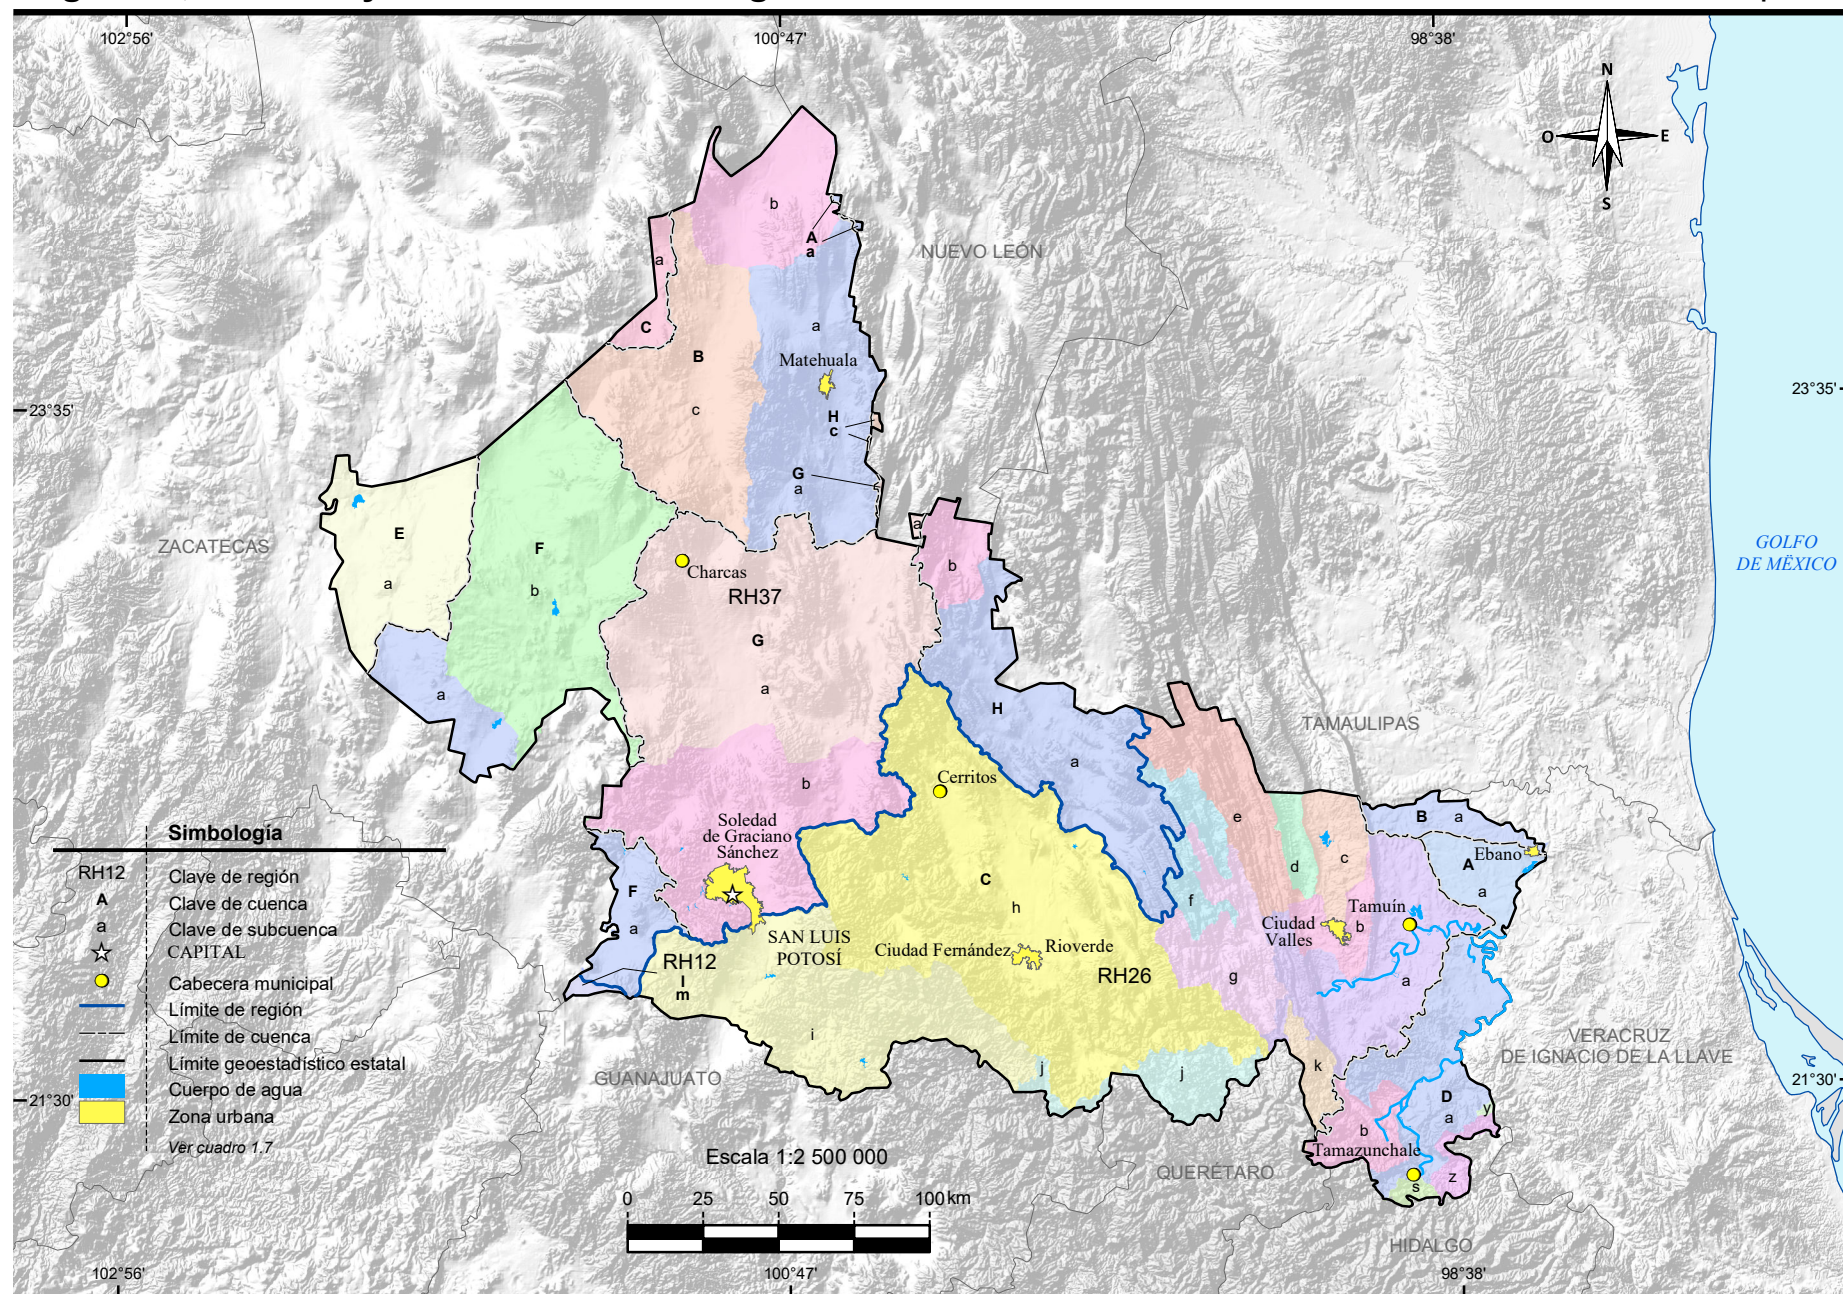 102°56'
100°47'
98°38'
N
O
E
S
b
A
a
NUEVO LEÓN
a
C
B
a
Matehuala
23°35'
23°35'
c
H
c
G
a
ZACATECAS
E
a
F
b
a
b
GOLFO
DE MËXICO
Charcas
RH37
G
a
a
H
TAMAULIPAS
a
Cerritos
b
Soledad
de Graciano
Sánchez
e
B
a
Ebano
A
a
c
d
C
h
f
F
a
Tamuín
Ciudad
Valles
b
SAN LUIS
POTOSÍ
Ciudad Fernández
Rioverde
RH12
I
m
RH26
g
a
i
VERACRUZ
DE IGNACIO DE LA LLAVE
GUANAJUATO
j
j
k
21°30'
21°30'
D
a
y
b
Tamazunchale
s
z
QUERÉTARO
HIDALGO
Simbología
RH12 Clave de región
A Clave de cuenca
a Clave de subcuenca
CAPITAL
Cabecera municipal
Límite de región
Límite de cuenca
Límite geoestadístico estatal
Cuerpo de agua
Zona urbana
Ver cuadro 1.7
Escala 1:2 500 000
0 25 50 75 100 km
102°56'
100°47'
98°38'